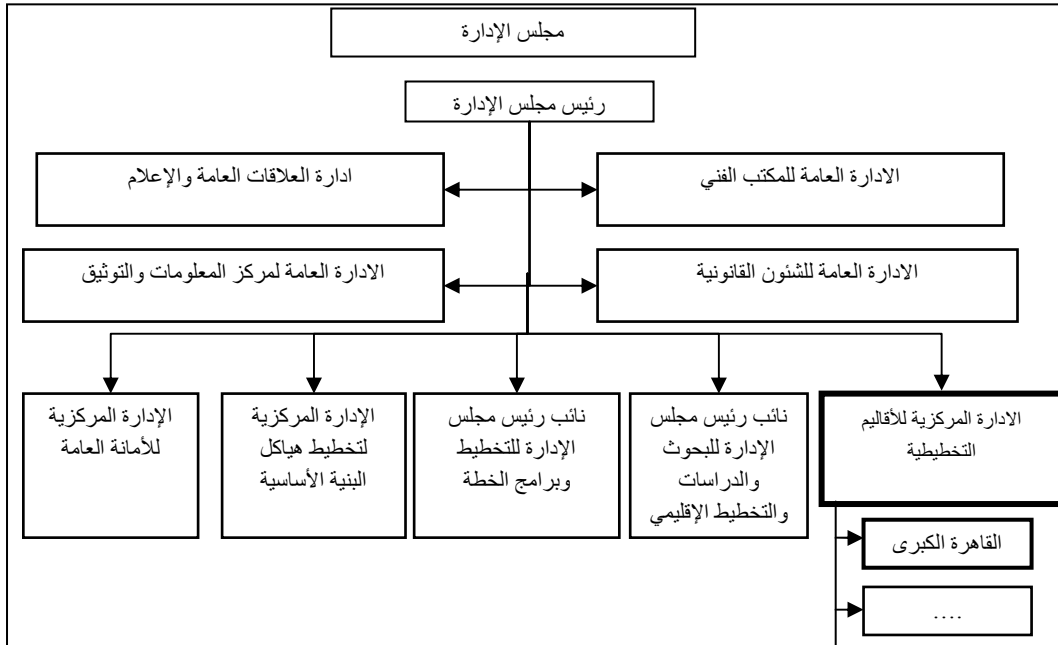 مجلس الإدارة
رئيس مجلس الإدارة
الادارة العامة للمكتب الفني
ادارة العلاقات العامة والإعلام
الادارة العامة للشئون القانونية
الادارة العامة لمركز المعلومات والتوثيق
الادارة المركزية للأقاليم
التخطيطية
نائب رئيس مجلس
الإدارة للبحوث
والدراسات
والتخطيط الإقليمي
نائب رئيس مجلس
الإدارة للتخطيط
وبرامج الخطة
الإدارة المركزية
لتخطيط هياكل
البنية الأساسية
الإدارة المركزية
للأمانة العامة
القاهرة الكبرى
....